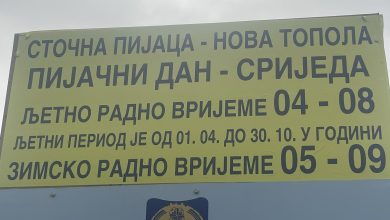 СТОЧНА ПИЈАЦА - НОВА ТОПОЛА
ПИЈАЧНИ ДАН - СРИЈЕДА
ЉЕТНО РАДНО ВРИЈЕМЕ 04 - 08
ЉЕТНИ ПЕРИОД ЈЕ ОД 01. 04. ДО 30. 10. У ГОДИНИ
ЗИМСКО РАДНО ВРИЈЕМЕ 05 - 09